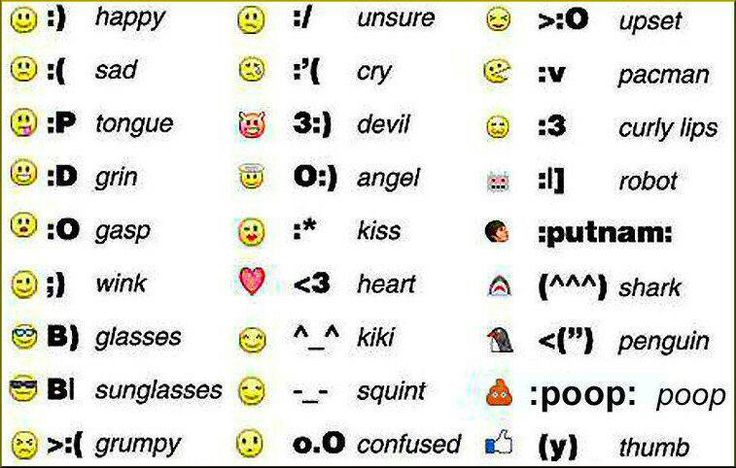 :) happy :/ unsure >:O upset
:( sad :'( cry :v pacman
:P tongue 3:) devil :3 curly lips
:D grin O:) angel :|] robot
:O gasp :* kiss :putnam:
;) wink <3 heart (^^^) shark
B) glasses ^_^ kiki <(") penguin
B| sunglasses -_- squint :poop: poop
>:( grumpy o.O confused (y) thumb